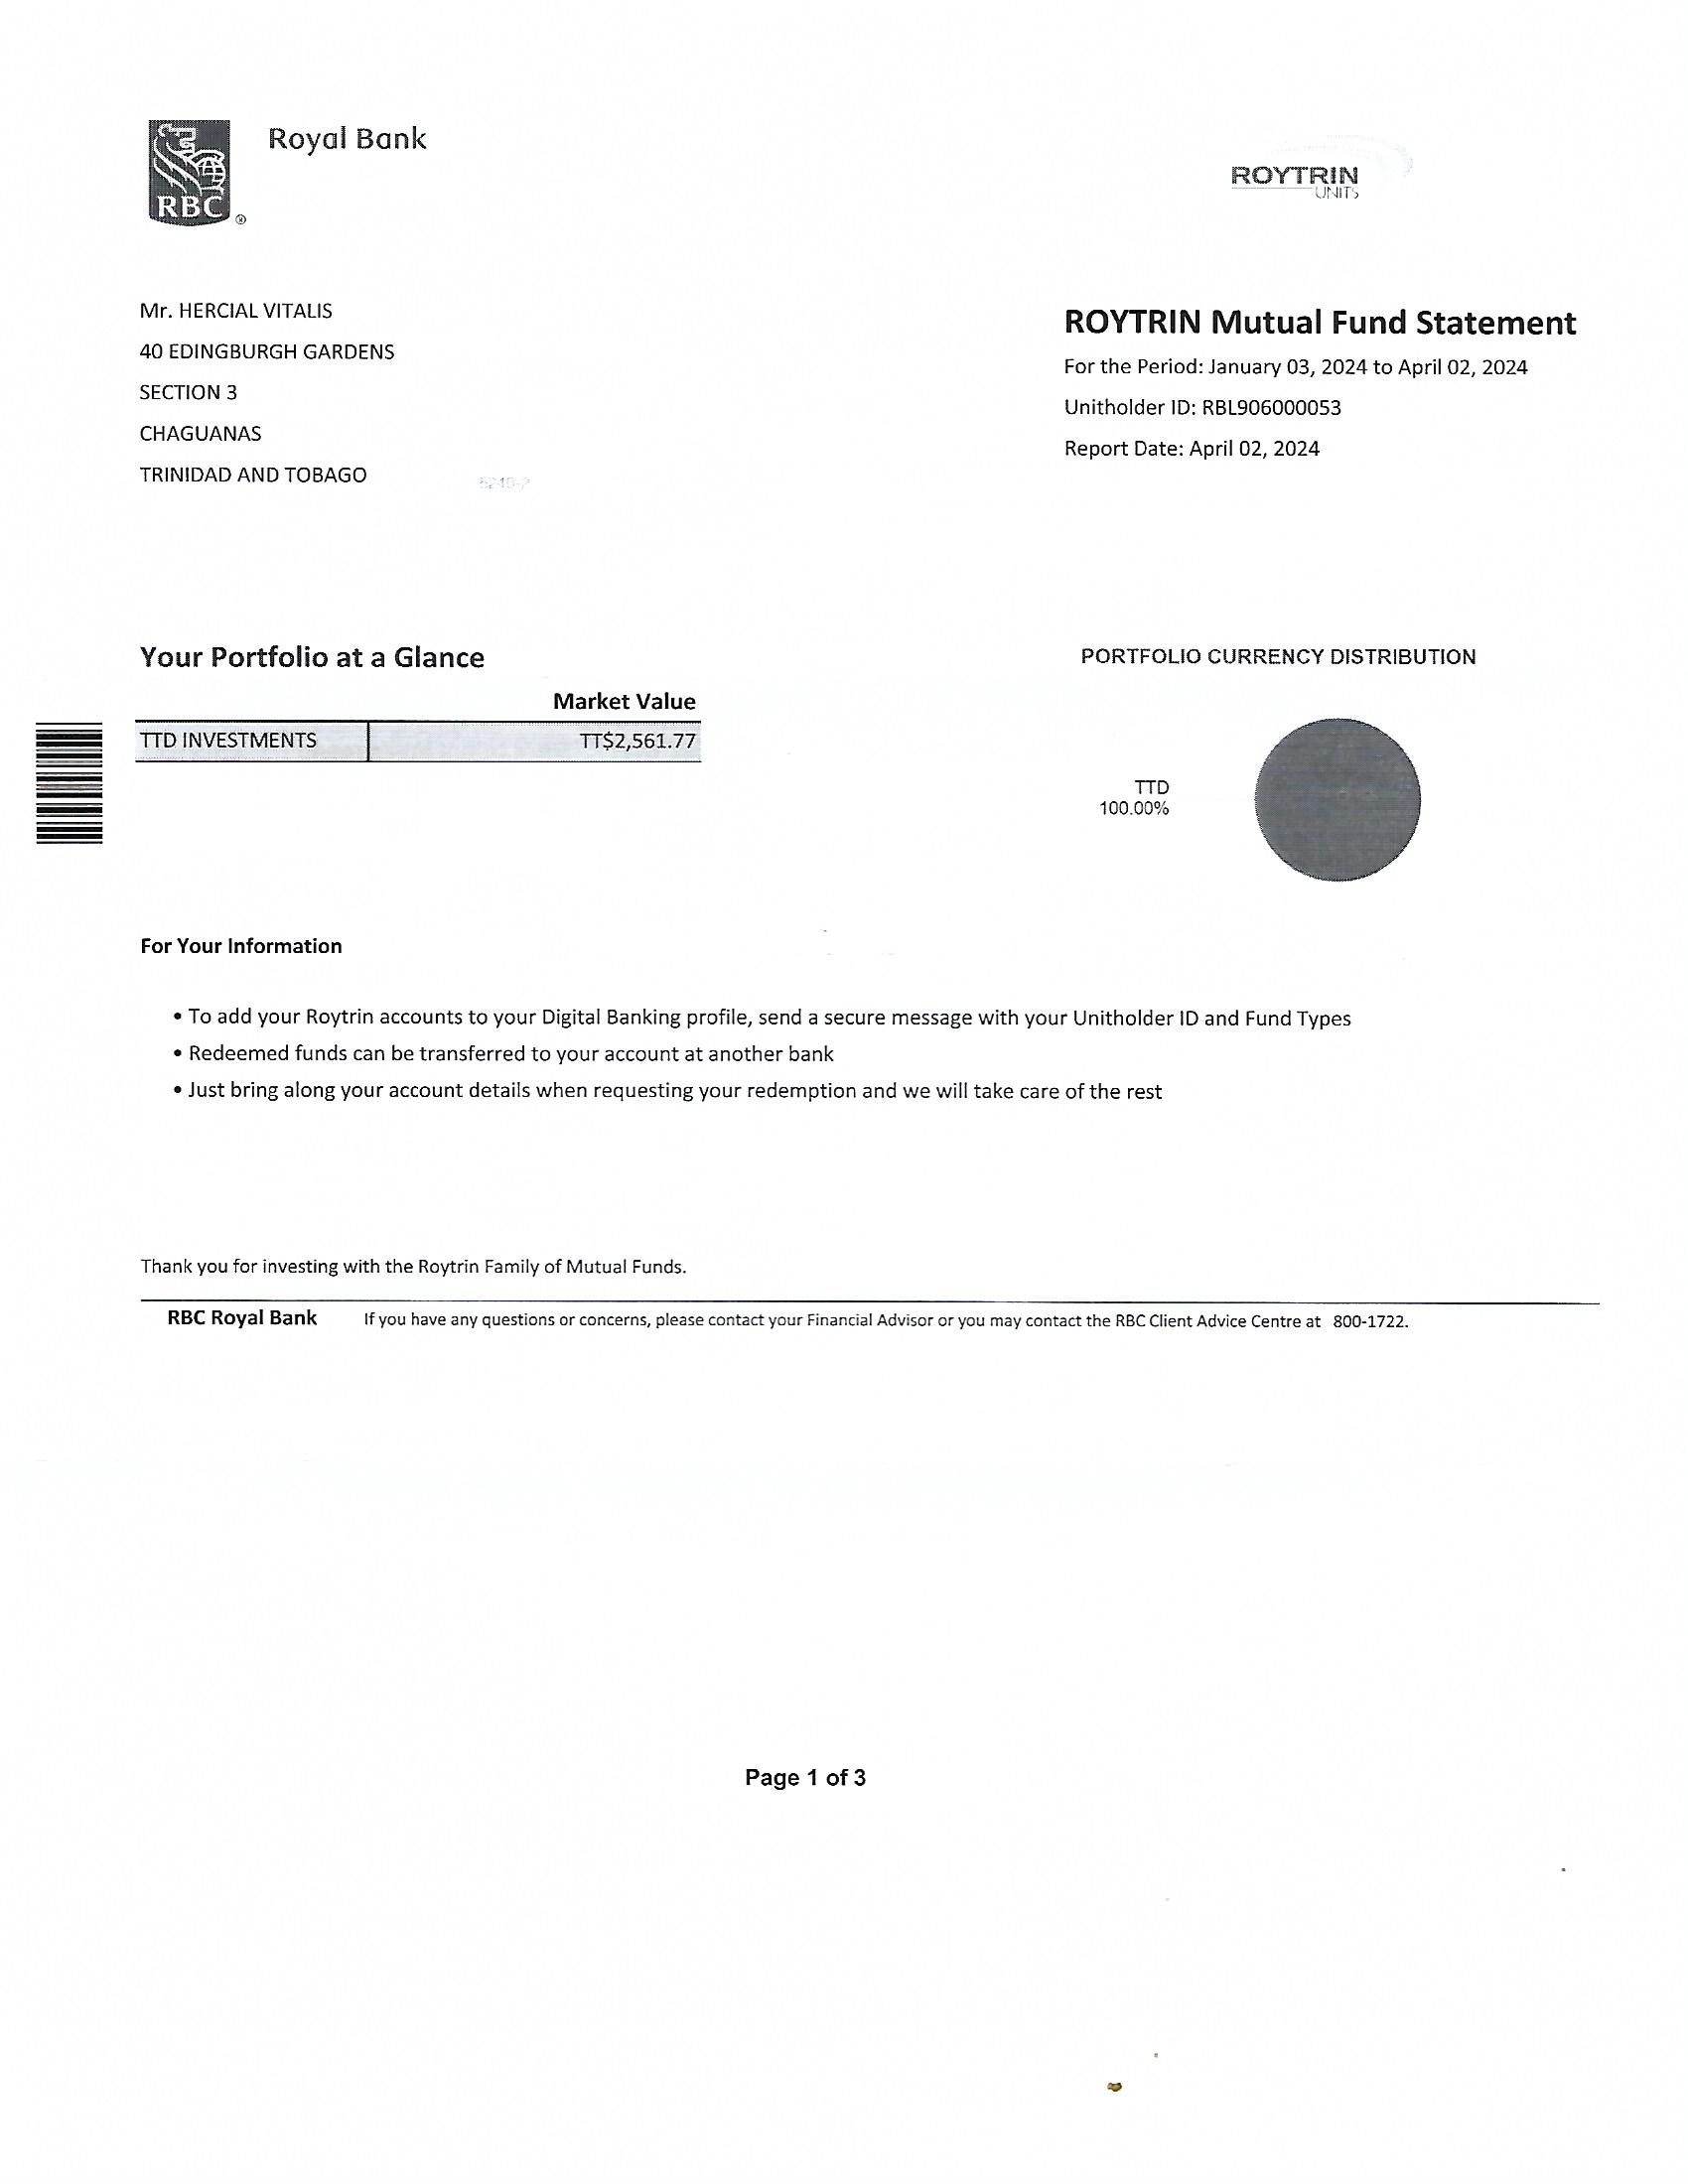 Royal Bank
RBC
®
ROYTRIN
UNITS
Mr. HERCIAL VITALIS
40 EDINGBURGH GARDENS
SECTION 3
CHAGUANAS
TRINIDAD AND TOBAGO
ROYTRIN Mutual Fund Statement
For the Period: January 03, 2024 to April 02, 2024
Unitholder ID: RBL906000053
Report Date: April 02, 2024
Your Portfolio at a Glance
Market Value
TTD INVESTMENTS TT$2,561.77
PORTFOLIO CURRENCY DISTRIBUTION
TTD
100.00%
For Your Information
• To add your Roytrin accounts to your Digital Banking profile, send a secure message with your Unitholder ID and Fund Types
• Redeemed funds can be transferred to your account at another bank
• Just bring along your account details when requesting your redemption and we will take care of the rest
Thank you for investing with the Roytrin Family of Mutual Funds.
RBC Royal Bank If you have any questions or concerns, please contact your Financial Advisor or you may contact the RBC Client Advice Centre at 800-1722.
Page 1 of 3